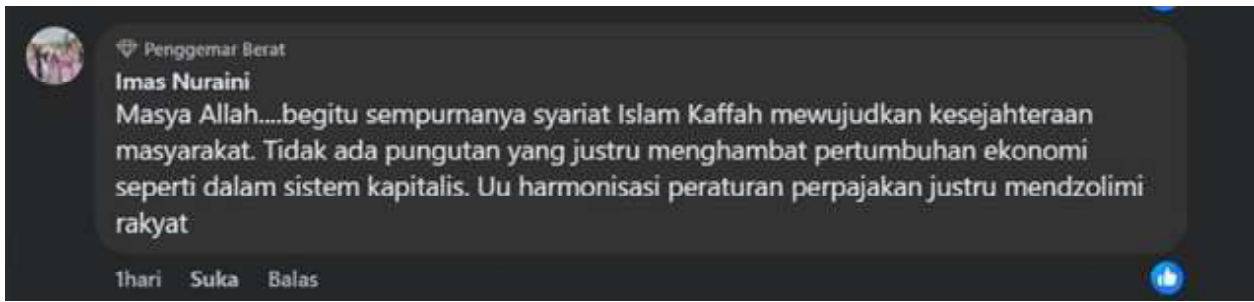 Penggemar Berat
Imas Nuraini
Masya Allah....begitu sempurnanya syariat Islam Kaffah mewujudkan kesejahteraan
masyarakat. Tidak ada pungutan yang justru menghambat pertumbuhan ekonomi
seperti dalam sistem kapitalis. Uu harmonisasi peraturan perpajakan justru mendzolimi
rakyat
1hari Suka Balas